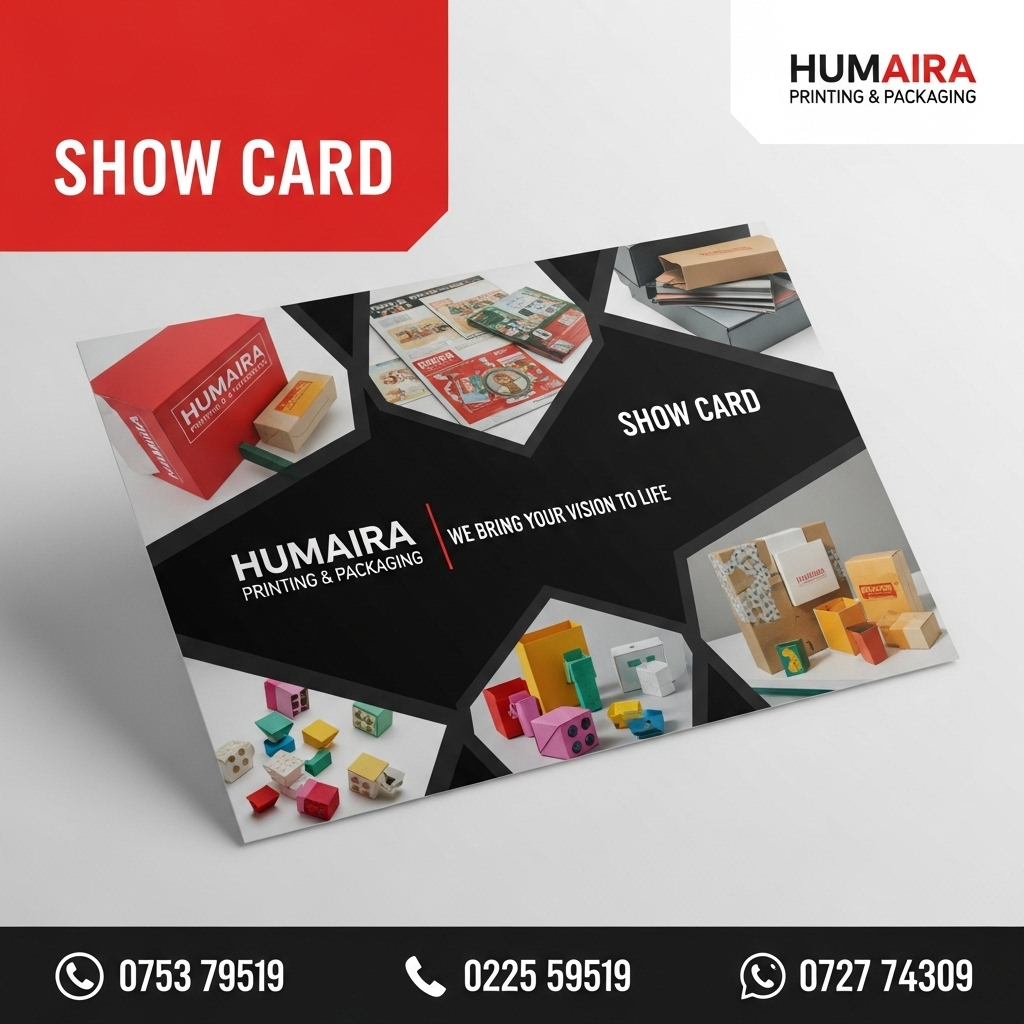 HUMAIRA
PRINTING & PACKAGING
SHOW CARD
HUMAIRA
SHOW CARD
WE BRING YOUR VISION TO LIFE
HUMAIRA
PRINTING & PACKAGING
0753 79519
0225 59519
0727 74309